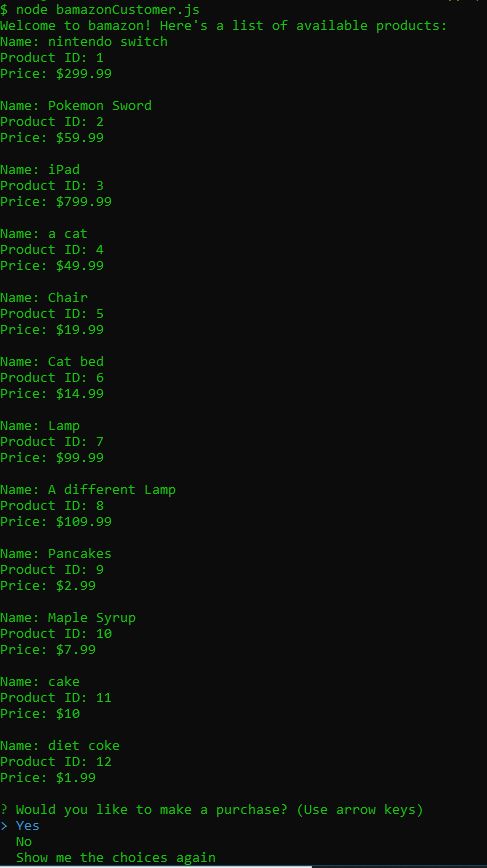 $ node bamazonCustomer.js
Welcome to bamazon! Here's a list of available products:
Name: nintendo switch
Product ID: 1
Price: $299.99
Name: Pokemon Sword
Product ID: 2
Price: $59.99
Name: iPad
Product ID: 3
Price: $799.99
Name: a cat
Product ID: 4
Price: $49.99
Name: Chair
Product ID: 5
Price: $19.99
Name: Cat bed
Product ID: 6
Price: $14.99
Name: Lamp
Product ID: 7
Price: $99.99
Name: A different Lamp
Product ID: 8
Price: $109.99
Name: Pancakes
Product ID: 9
Price: $2.99
Name: Maple Syrup
Product ID: 10
Price: $7.99
Name: cake
Product ID: 11
Price: $10
Name: diet coke
Product ID: 12
Price: $1.99
? Would you like to make a purchase? (Use arrow keys)
> Yes
No
Show me the choices again